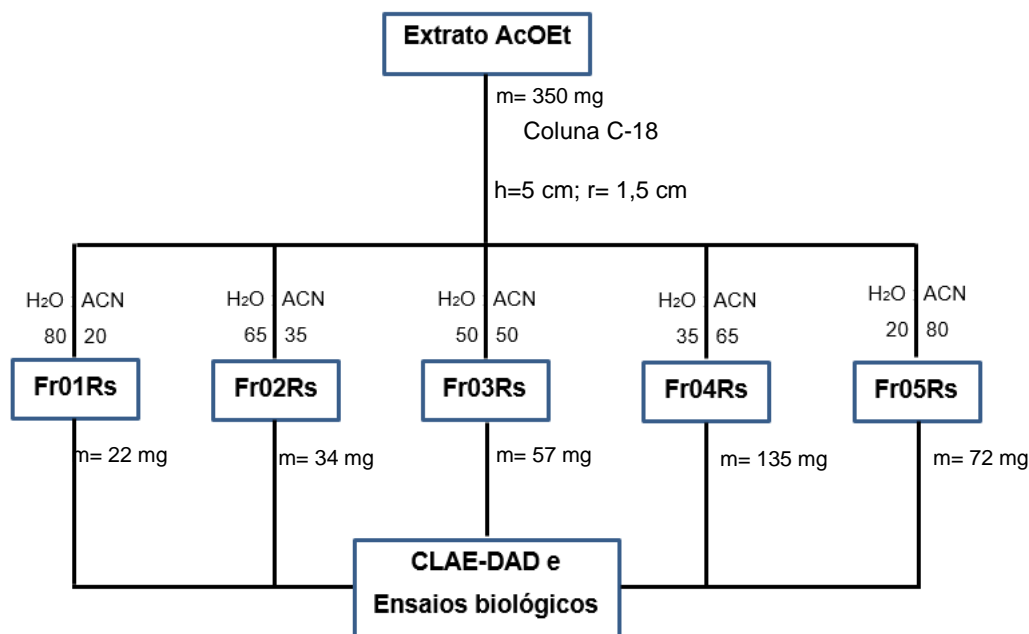 Extrato AcOEt
m= 350 mg
Coluna C-18
h=5 cm; r= 1,5 cm
H₂O ACN
80 20
Fr01Rs
m= 22 mg
H₂O ACN
65 35
Fr02Rs
m= 34 mg
H₂O ACN
50 50
Fr03Rs
m= 57 mg
H₂O ACN
35 65
Fr04Rs
m= 135 mg
H₂O ACN
20 80
Fr05Rs
m= 72 mg
CLAE-DAD e
Ensaios biológicos